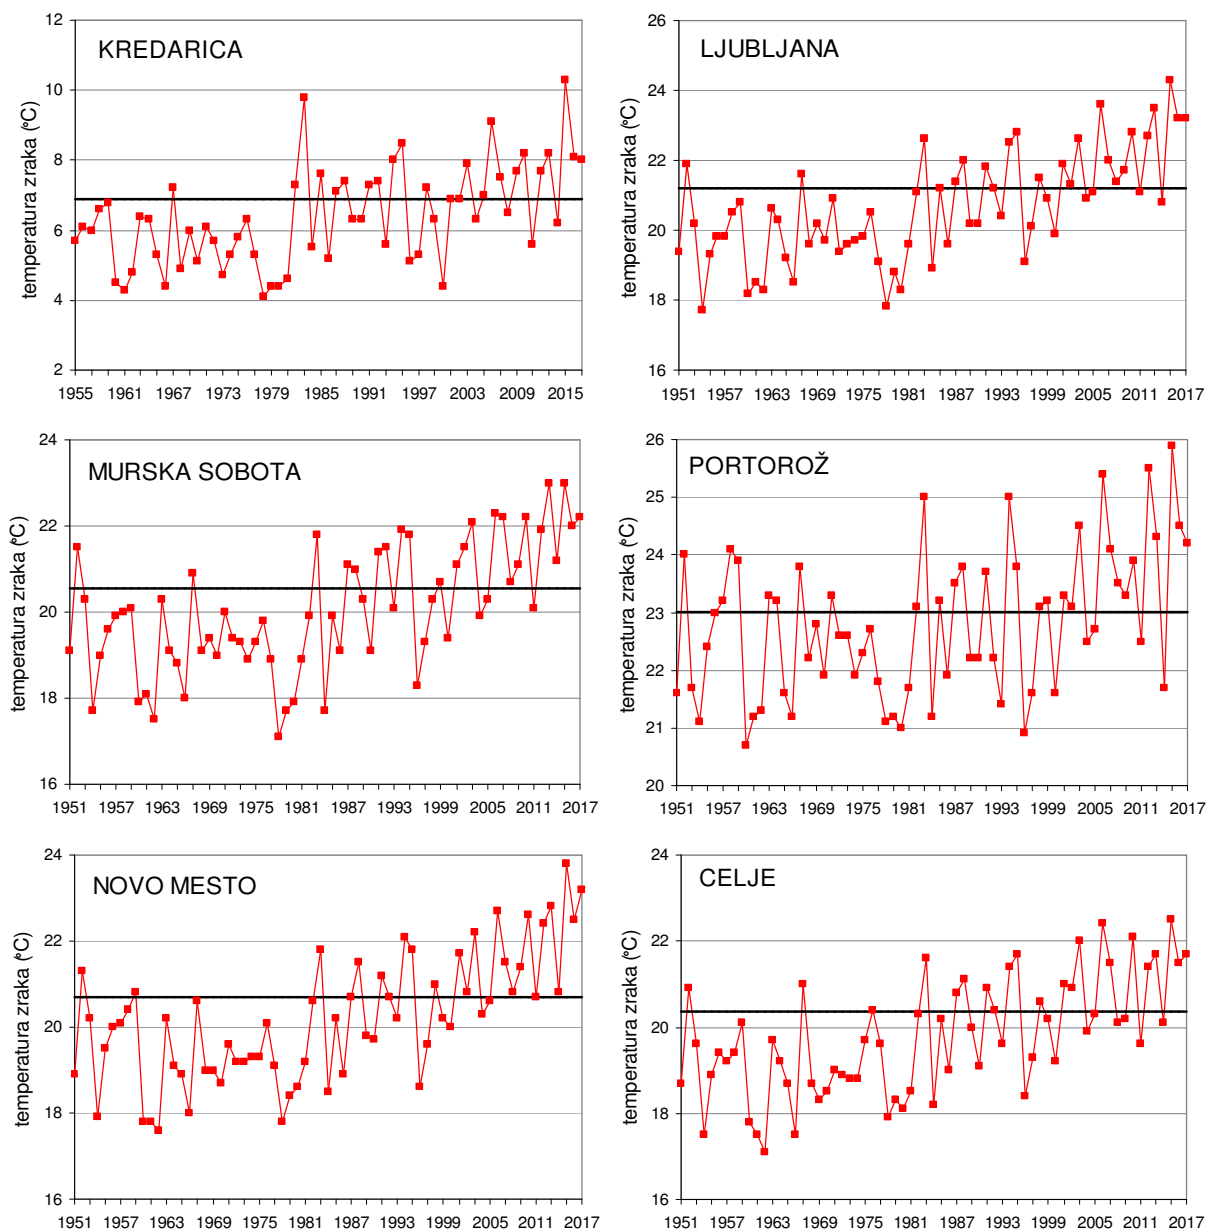 KREDARICA
temperatura zraka (°C)
12
10
8
6
4
2
1955 1961 1967 1973 1979 1985 1991 1997 2003 2009 2015
LJUBLJANA
temperatura zraka (°C)
26
24
22
20
18
16
1951 1957 1963 1969 1975 1981 1987 1993 1999 2005 2011 2017
MURSKA SOBOTA
temperatura zraka (°C)
24
22
20
18
16
1951 1957 1963 1969 1975 1981 1987 1993 1999 2005 2011 2017
PORTOROŽ
temperatura zraka (°C)
26
25
24
23
22
21
20
1951 1957 1963 1969 1975 1981 1987 1993 1999 2005 2011 2017
NOVO MESTO
temperatura zraka (°C)
24
22
20
18
16
1951 1957 1963 1969 1975 1981 1987 1993 1999 2005 2011 2017
CELJE
temperatura zraka (°C)
24
22
20
18
16
1951 1957 1963 1969 1975 1981 1987 1993 1999 2005 2011 2017